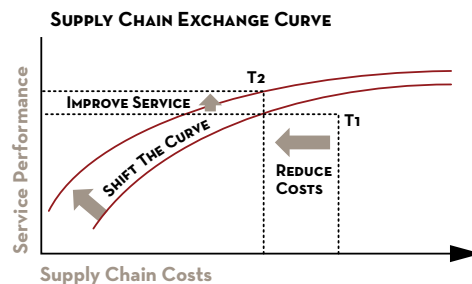 SUPPLY CHAIN EXCHANGE CURVE
T2
IMPROVE SERVICE
T1
SHIFT THE CURVE
REDUCE
COSTS
Service Performance
Supply Chain Costs